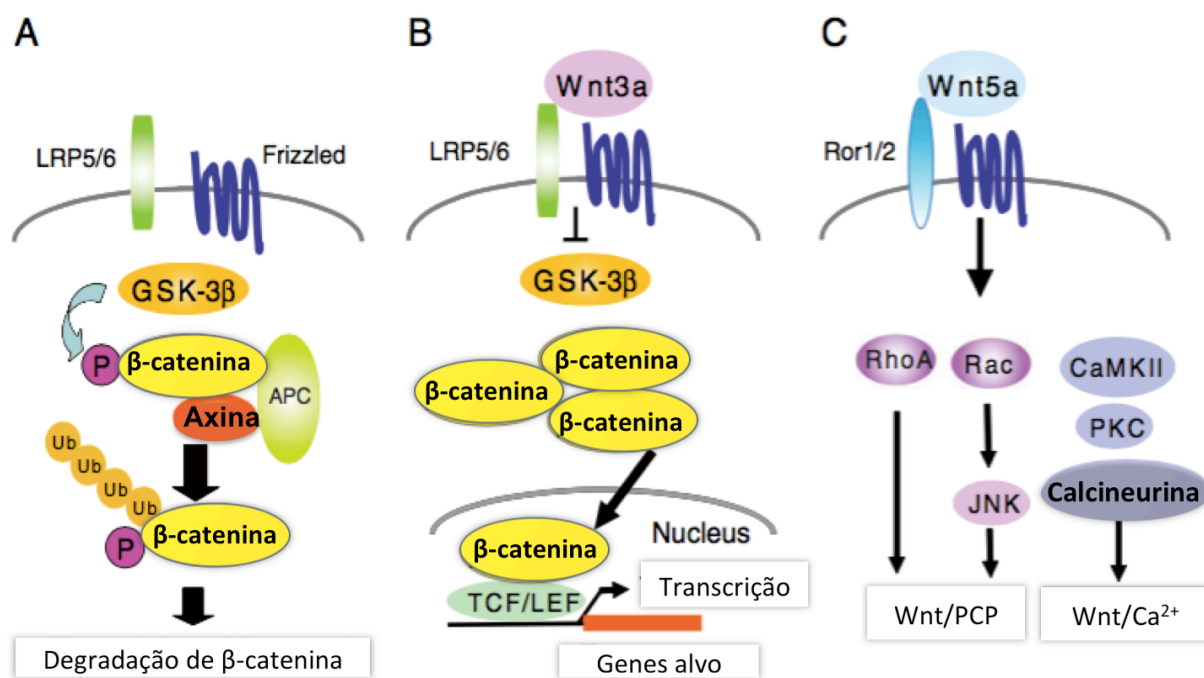 A
LRP5/6
Frizzled
GSK-3β
P
β-catenina
APC
Axina
Ub
Ub
Ub
Ub
P
β-catenina
Degradação de β-catenina
B
Wnt3a
LRP5/6
GSK-3β
β-catenina
β-catenina
β-catenina
Nucleus
β-catenina
TCF/LEF
Transcrição
Genes alvo
C
Wnt5a
Ror1/2
RhoA
Rac
CaMKII
PKC
Calcineurina
JNK
Wnt/PCP
Wnt/Ca²⁺